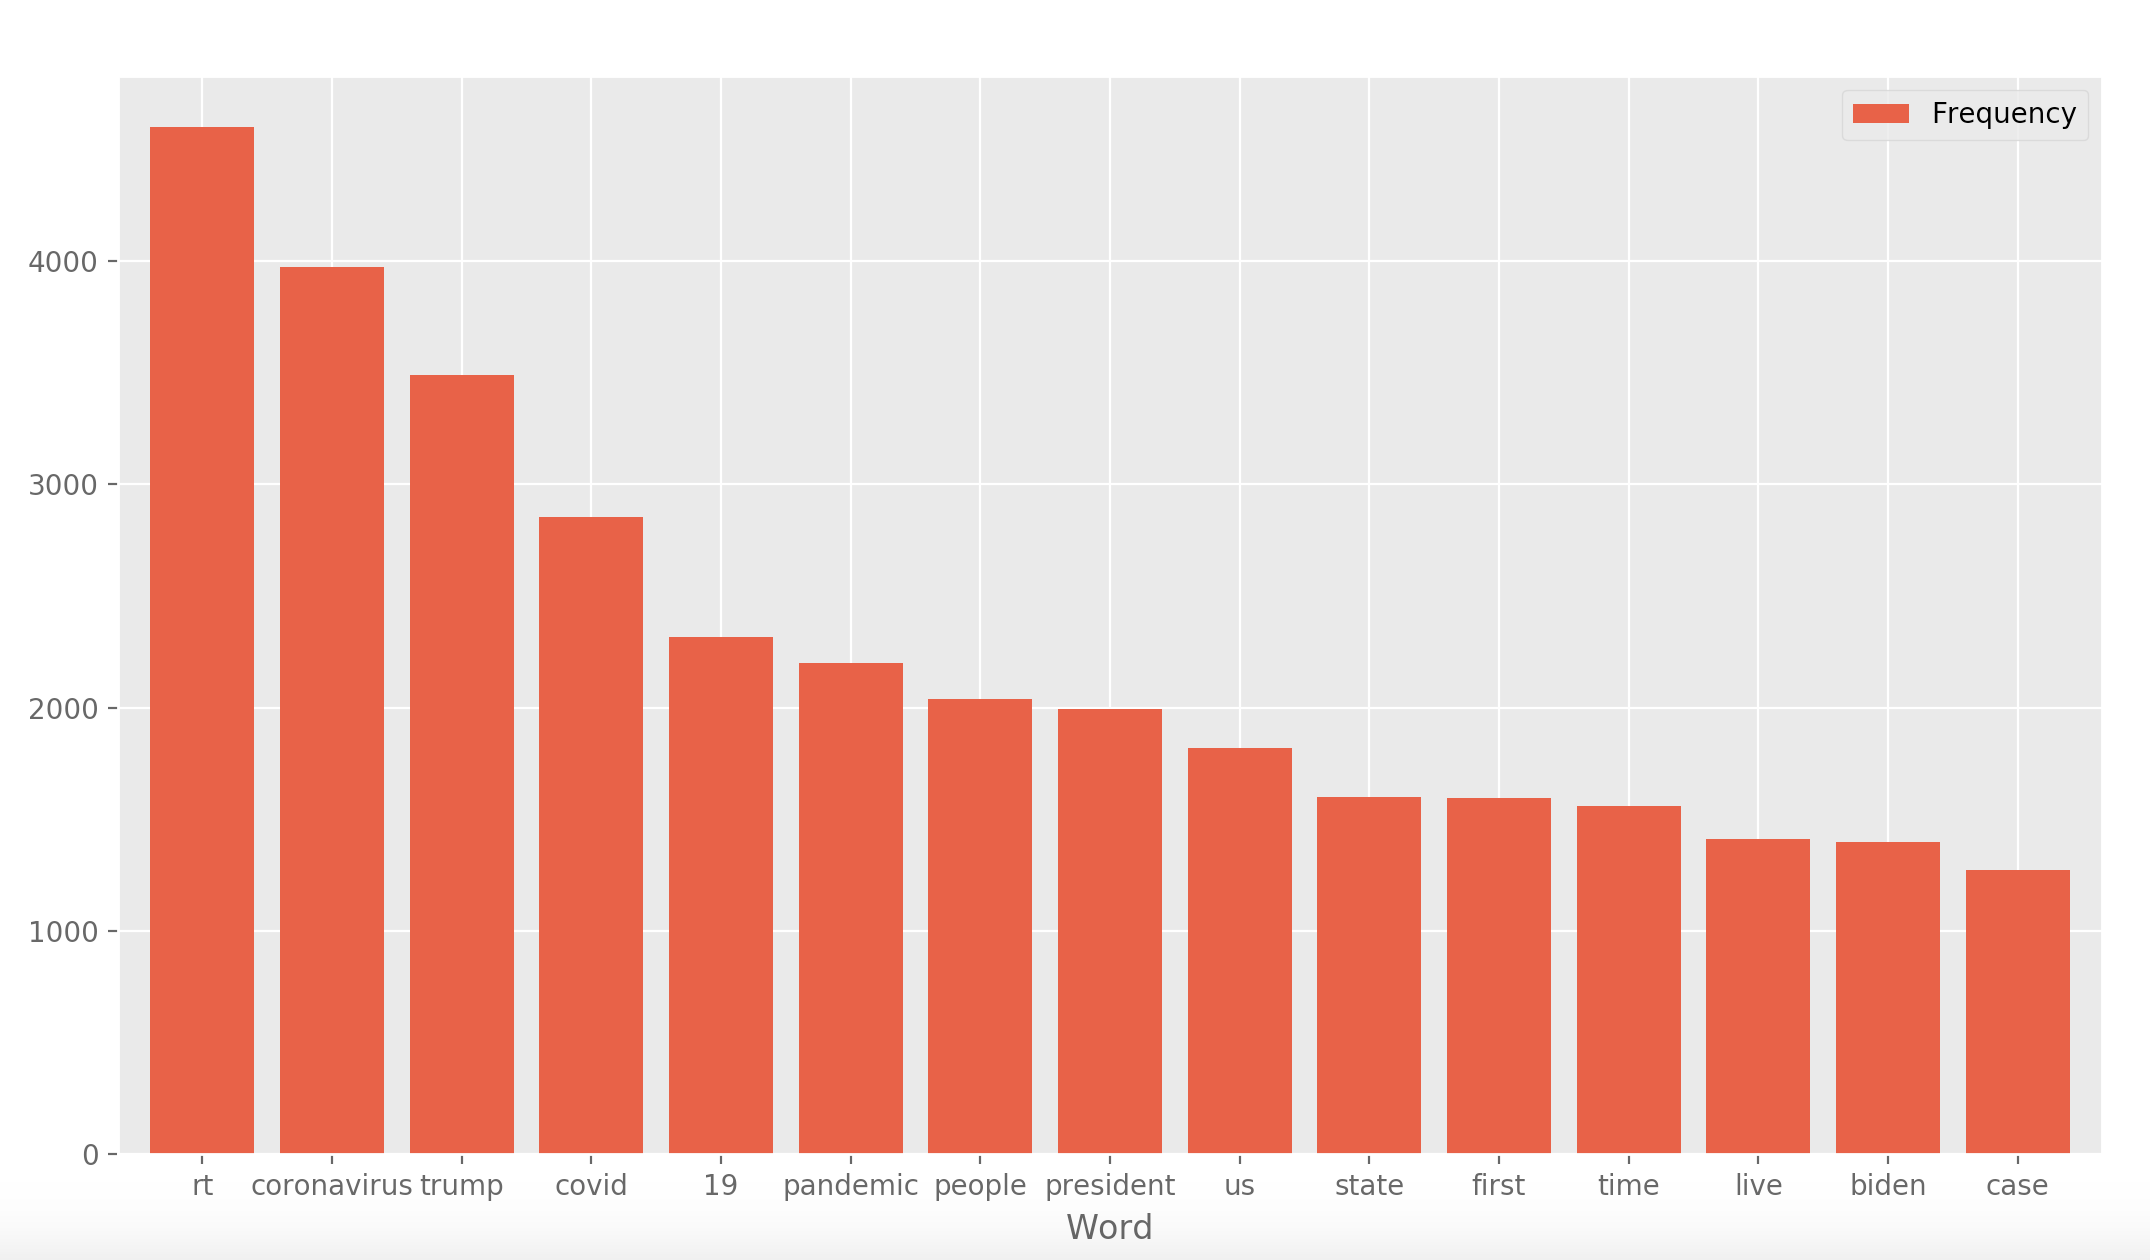 Frequency
4000
3000
2000
1000
0
rt coronavirus trump covid 19 pandemic people president us state first time live biden case
Word